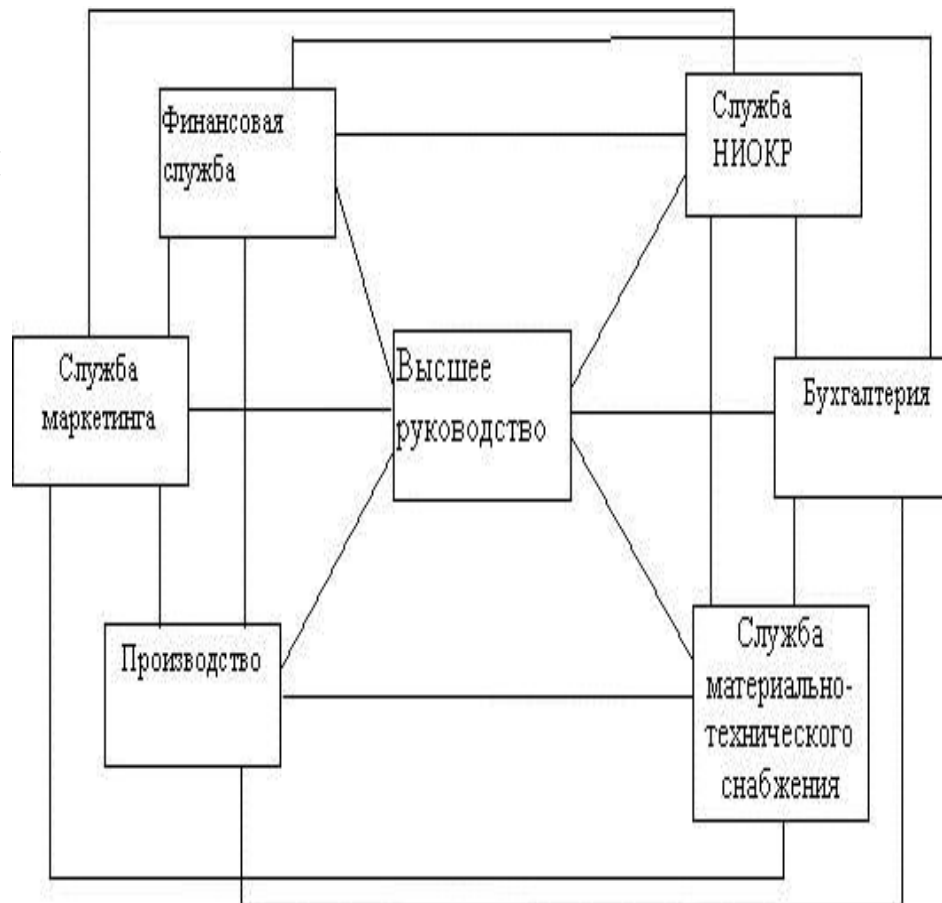 Финансовая
служба
Служба
НИОКР
Служба
маркетинга
Высшее
руководство
Бухгалтерия
Производство
Служба
материально-
технического
снабжения